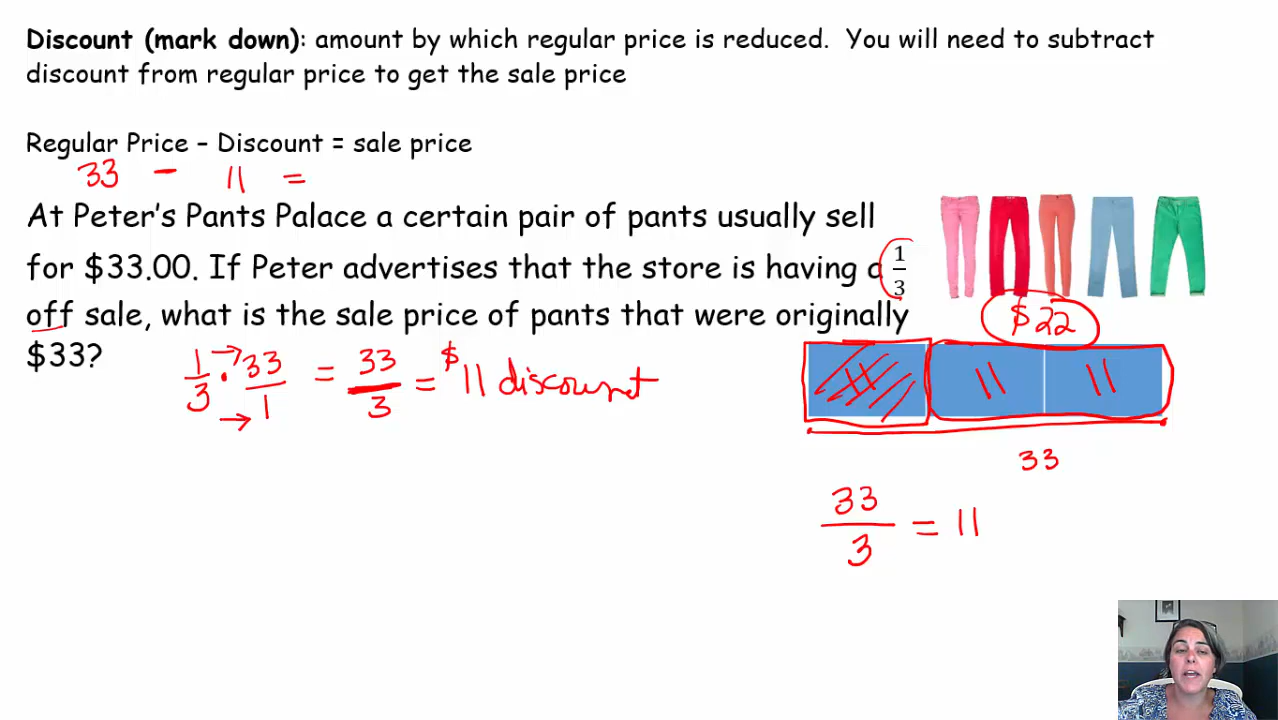 Discount (mark down): amount by which regular price is reduced. You will need to subtract
discount from regular price to get the sale price
Regular Price – Discount = sale price
33 - 11 =
At Peter's Pants Palace a certain pair of pants usually sell
for $33.00. If Peter advertises that the store is having a 1/3
off sale, what is the sale price of pants that were originally
$33?
1/3 · 33/1 = 33/3 = $11 discount
$22
11 11 11
33
33/3 = 11